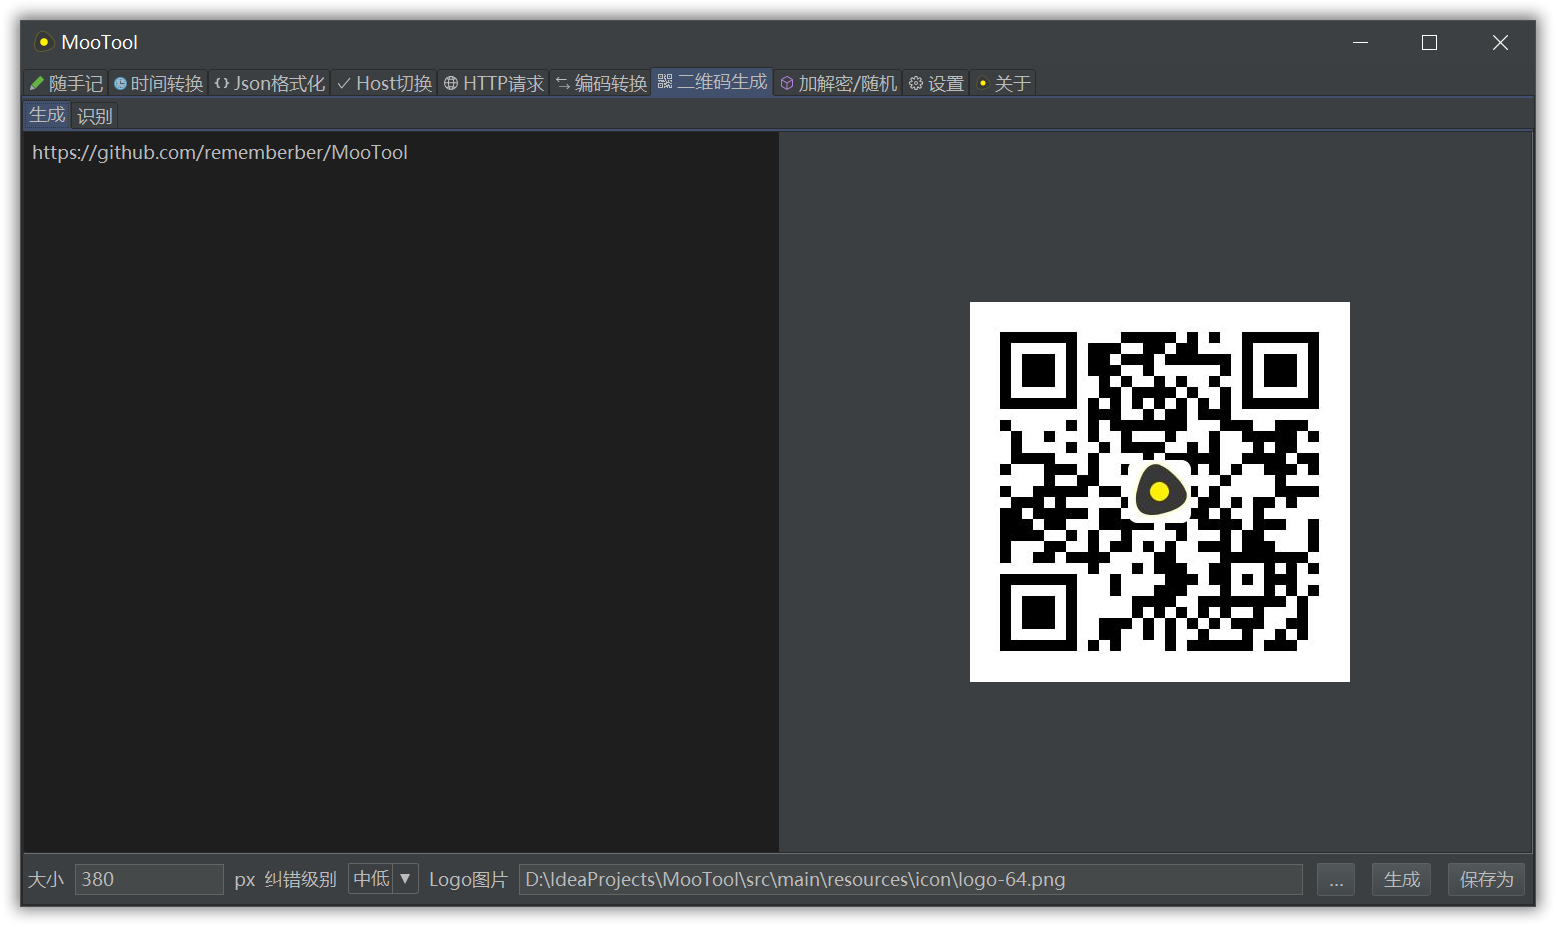 MooTool
随手记 时间转换 Json格式化 Host切换 HTTP请求 编码转换 二维码生成 加解密/随机 设置 关于
生成 识别
https://github.com/rememberber/MooTool
大小 380 px 纠错级别 中低 Logo图片 D:\IdeaProjects\MooTool\src\main\resources\icon\logo-64.png ... 生成 保存为